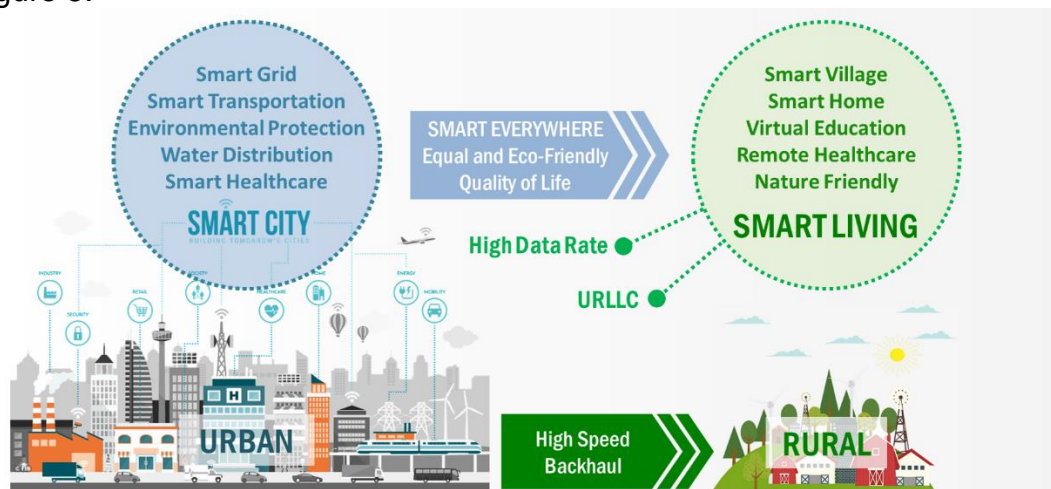 Smart Grid
Smart Transportation
Environmental Protection
Water Distribution
Smart Healthcare
SMART CITY
BUILDING TOMORROW'S CITIES
INDUSTRY
SECURITY
RETAIL
SOCIETY
HEALTHCARE
HOME
ENERGY
MOBILITY
H
URBAN
SMART EVERYWHERE
Equal and Eco-Friendly
Quality of Life
Smart Village
Smart Home
Virtual Education
Remote Healthcare
Nature Friendly
SMART LIVING
High Data Rate
URLLC
High Speed
Backhaul
RURAL